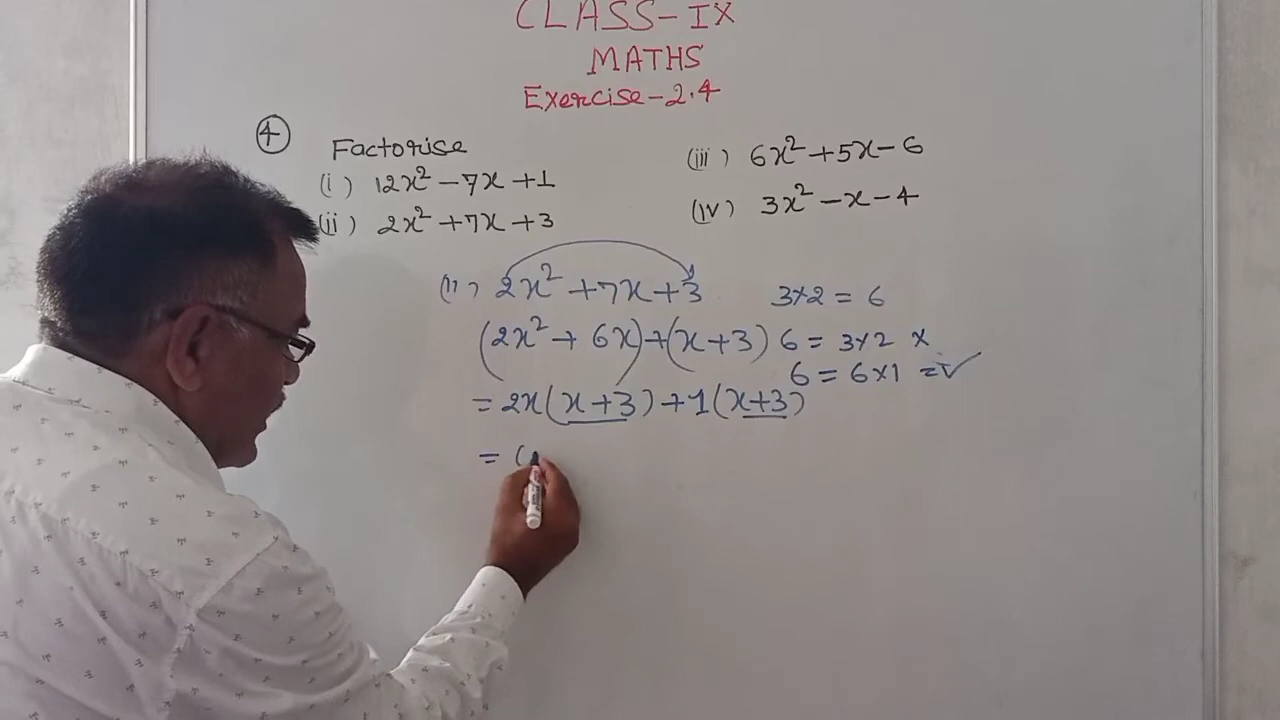 CLASS-IX
MATHS
Exercise-2.4
4 Factorise
(i) 12x² -7x +1
(ii) 2x² +7x +3
(iii) 6x² +5x - 6
(iv) 3x² -x -4
(ii) 2x² +7x +3
3×2 = 6
(2x² + 6x) + (x+3)
6 = 3×2 ×
6 = 6×1 = ✓
= 2x(x+3) +1(x+3)
= (